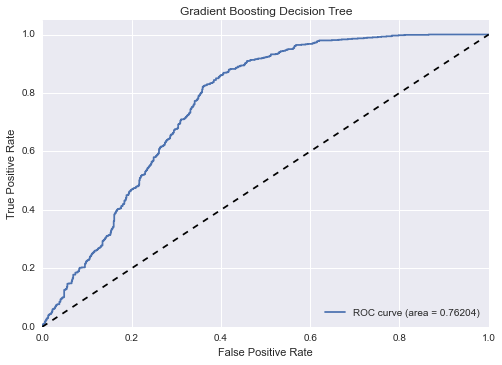 Gradient Boosting Decision Tree
1.0
0.8
0.6
0.4
0.2
0.0
True Positive Rate
ROC curve (area = 0.76204)
0.0 0.2 0.4 0.6 0.8 1.0
False Positive Rate